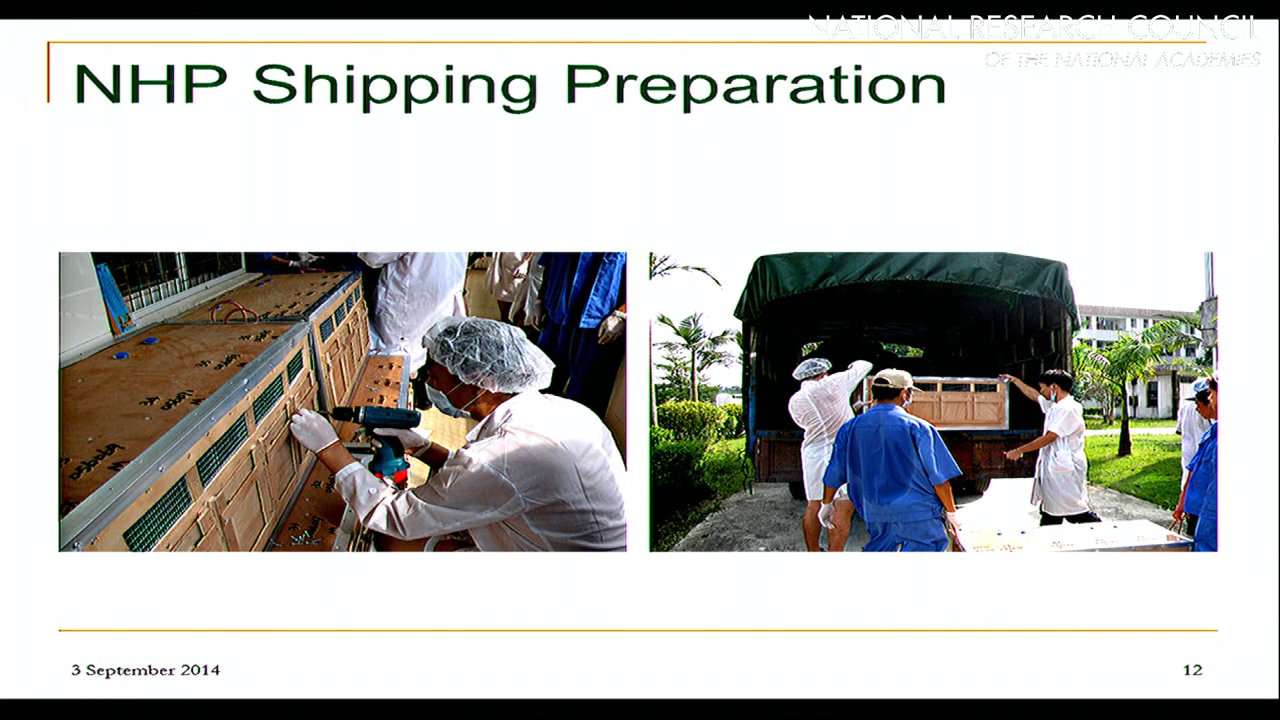 NATIONAL RESEARCH COUNCIL
OF THE NATIONAL ACADEMIES
NHP Shipping Preparation
3 September 2014
12